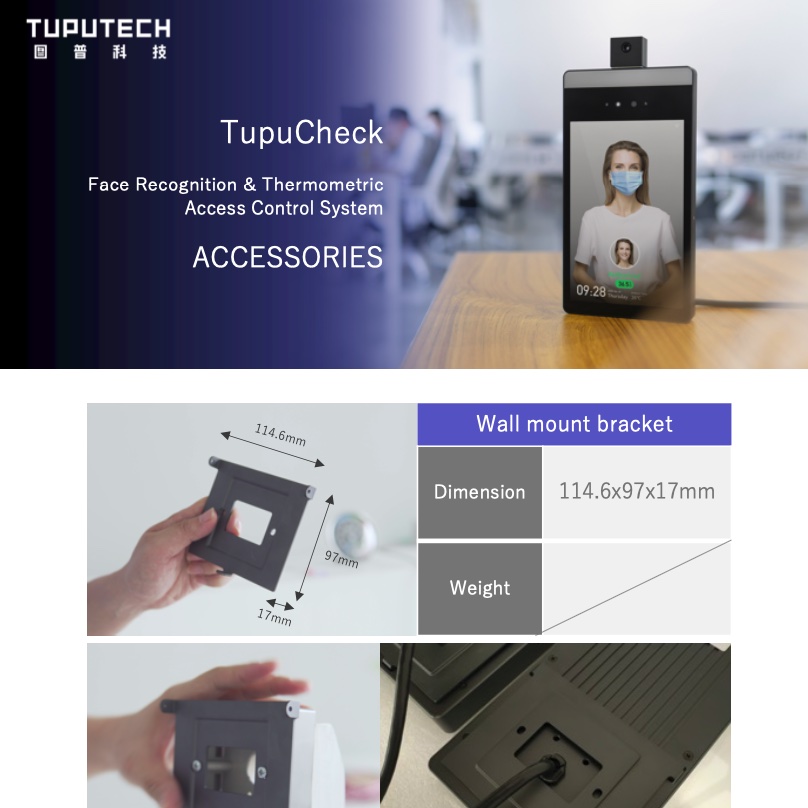 TUPUTECH
图普科技
TupuCheck
Face Recognition & Thermometric
Access Control System
ACCESSORIES
09:28
114.6mm
97mm
17mm
Wall mount bracket
Dimension
114.6x97x17mm
Weight